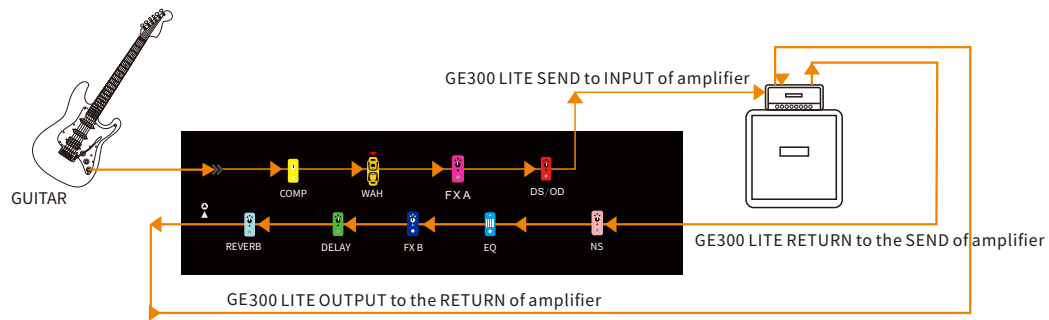 GE300 LITE SEND to INPUT of amplifier
GUITAR
COMP
WAH
FX A
DS/OD
REVERB
DELAY
FX B
EQ
NS
GE300 LITE RETURN to the SEND of amplifier
GE300 LITE OUTPUT to the RETURN of amplifier